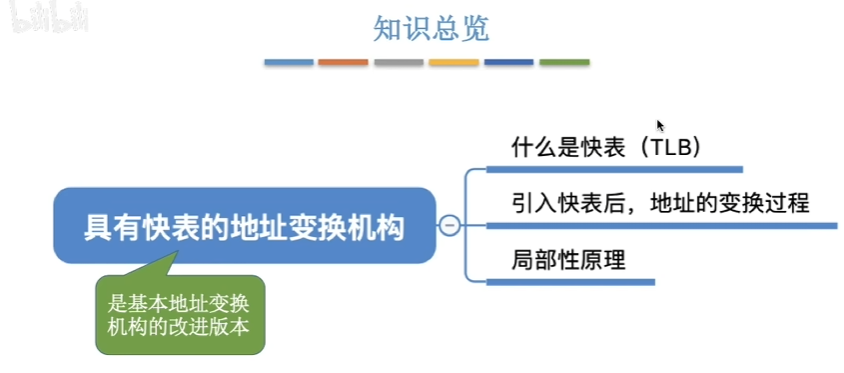 bilibili
知识总览
什么是快表（TLB）
引入快表后，地址的变换过程
具有快表的地址变换机构
局部性原理
是基本地址变换
机构的改进版本